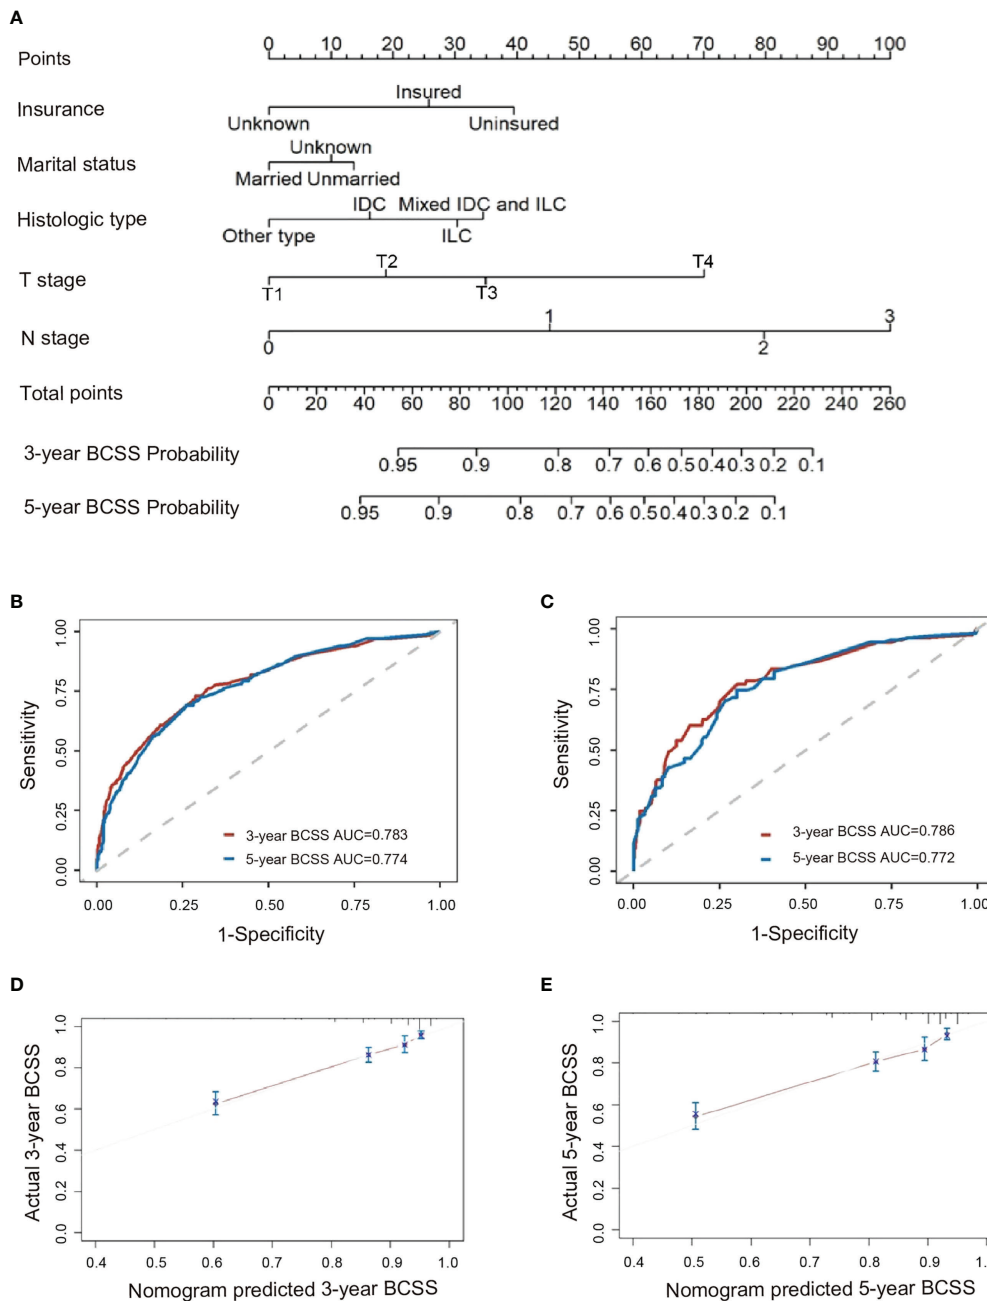 A
Points 0 10 20 30 40 50 60 70 80 90 100
Insured
Insurance
Unknown Uninsured
Unknown
Marital status
Married Unmarried
IDC Mixed IDC and ILC
Histologic type
Other type ILC
T2 T4
T stage
T1 T3
1 3
N stage
0 2
Total points
0 20 40 60 80 100 120 140 160 180 200 220 240 260
3-year BCSS Probability
0.95 0.9 0.8 0.7 0.6 0.5 0.4 0.3 0.2 0.1
5-year BCSS Probability
0.95 0.9 0.8 0.7 0.6 0.5 0.4 0.3 0.2 0.1
B
Sensitivity
1.00
0.75
0.50
0.25
0.00
3-year BCSS AUC=0.783
5-year BCSS AUC=0.774
0.00 0.25 0.50 0.75 1.00
1-Specificity
C
Sensitivity
1.00
0.75
0.50
0.25
0.00
3-year BCSS AUC=0.786
5-year BCSS AUC=0.772
0.00 0.25 0.50 0.75 1.00
1-Specificity
D
Actual 3-year BCSS
1.0
0.8
0.6
0.4
0.2
0.0
0.4 0.5 0.6 0.7 0.8 0.9 1.0
Nomogram predicted 3-year BCSS
E
Actual 5-year BCSS
1.0
0.8
0.6
0.4
0.2
0.0
0.4 0.5 0.6 0.7 0.8 0.9 1.
Nomogram predicted 5-year BCSS